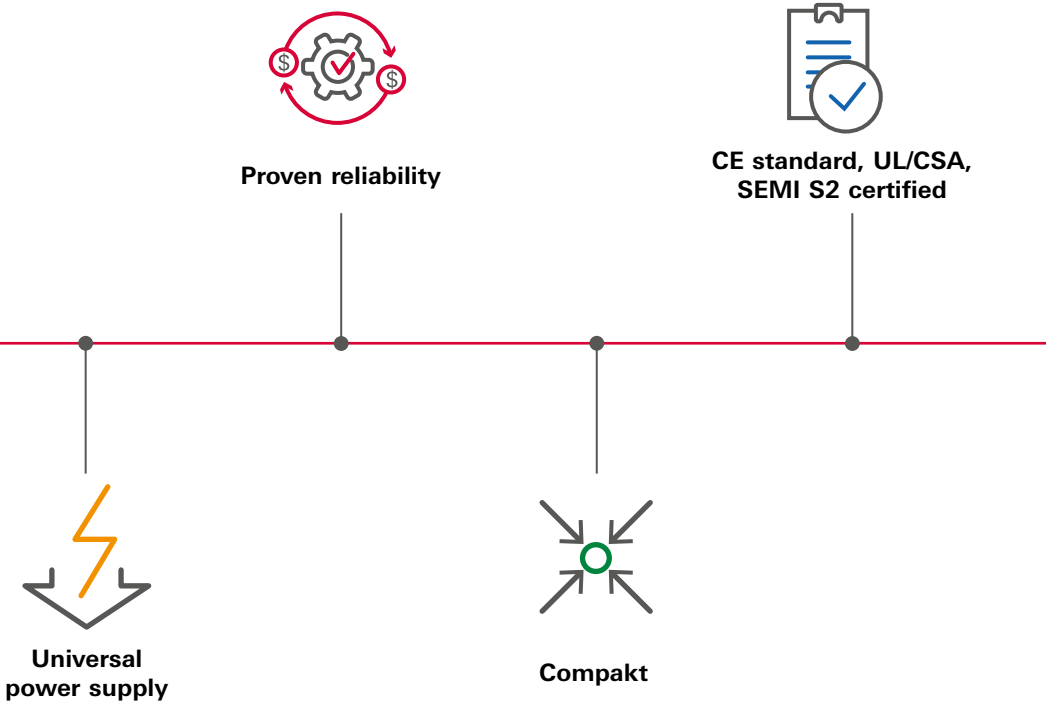 $
$
Proven reliability
CE standard, UL/CSA,
SEMI S2 certified
Universal
power supply
Compakt